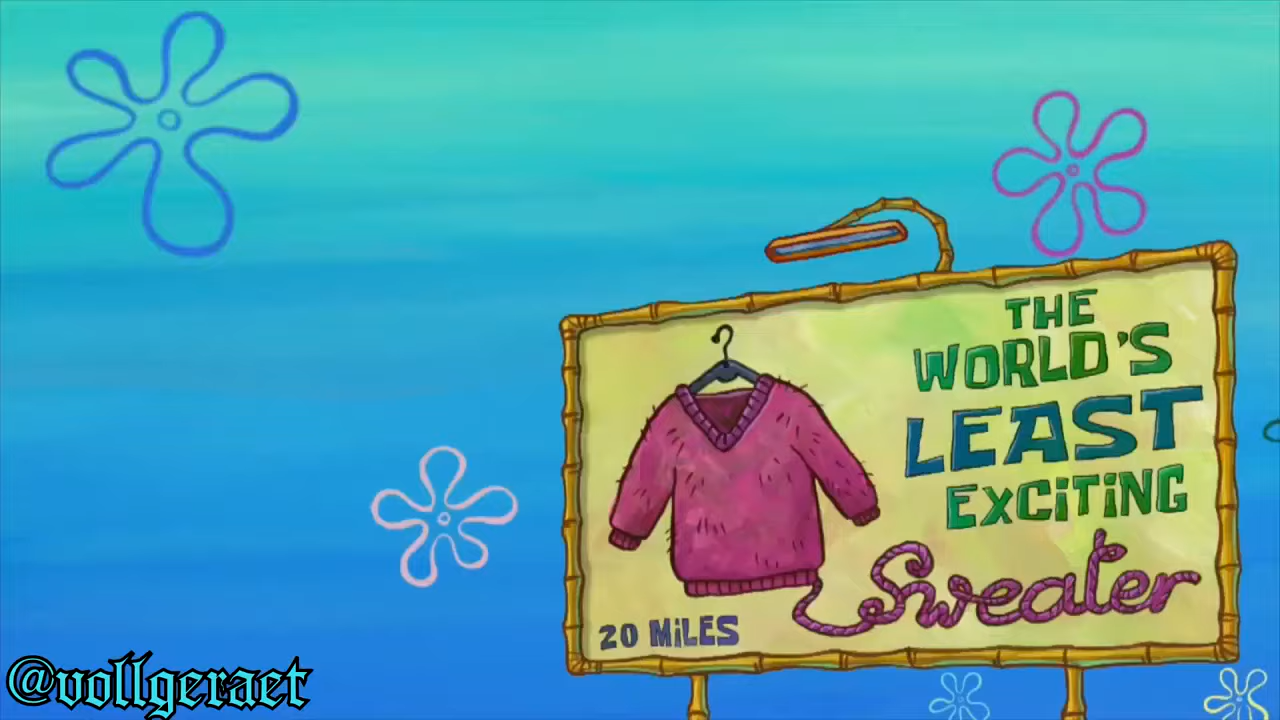 THE
WORLD'S
LEAST
EXCiTiNG
Sweater
20 MiLES
@vollgeraet